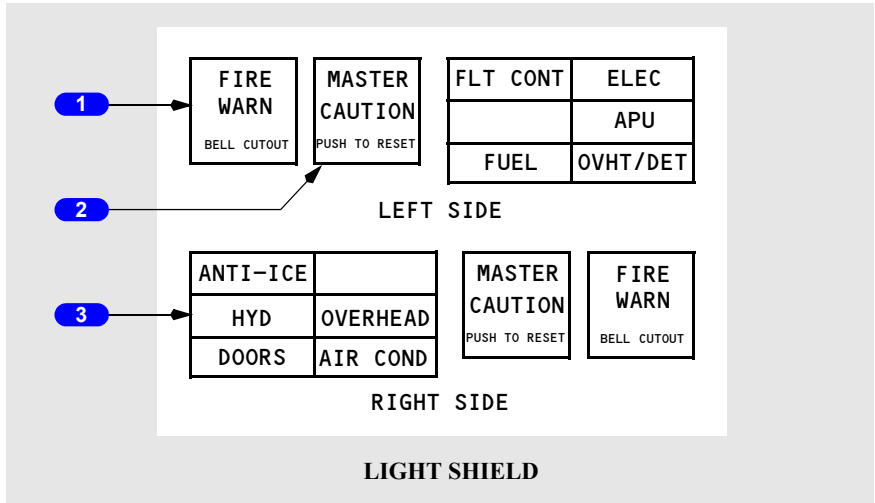 FIRE WARN
BELL CUTOUT
MASTER CAUTION
PUSH TO RESET
FLT CONT ELEC
APU
FUEL OVHT/DET
1
2
LEFT SIDE
3
ANTI-ICE
HYD OVERHEAD
DOORS AIR COND
MASTER CAUTION
PUSH TO RESET
FIRE WARN
BELL CUTOUT
RIGHT SIDE
LIGHT SHIELD